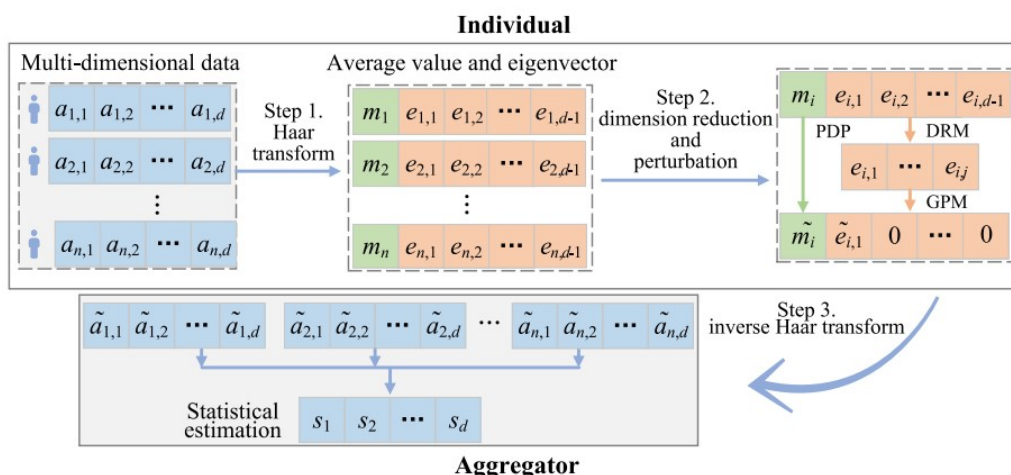 Individual
Multi-dimensional data
a1,1 a1,2 ··· a1,d
a2,1 a2,2 ··· a2,d
⋮
an,1 an,2 ··· an,d
Step 1.
Haar
transform
Average value and eigenvector
m1 e1,1 e1,2 ··· e1,d-1
m2 e2,1 e2,2 ··· e2,d-1
⋮
mn en,1 en,2 ··· en,d-1
Step 2.
dimension reduction
and
perturbation
mi ei,1 ei,2 ··· ei,d-1
PDP DRM
ei,1 ··· ei,j
GPM
m̃i ẽi,1 0 ··· 0
Step 3.
inverse Haar transform
ã1,1 ã1,2 ··· ã1,d ã2,1 ã2,2 ··· ã2,d ··· ãn,1 ãn,2 ··· ãn,d
Statistical
estimation
s1 s2 ··· sd
Aggregator